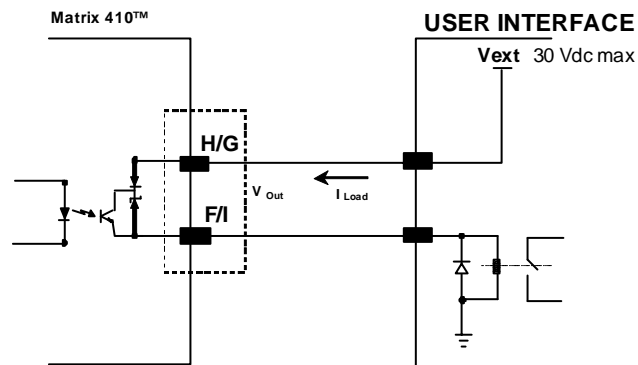 Matrix 410™
USER INTERFACE
Vext 30 Vdc max
H/G
V Out
I Load
F/I